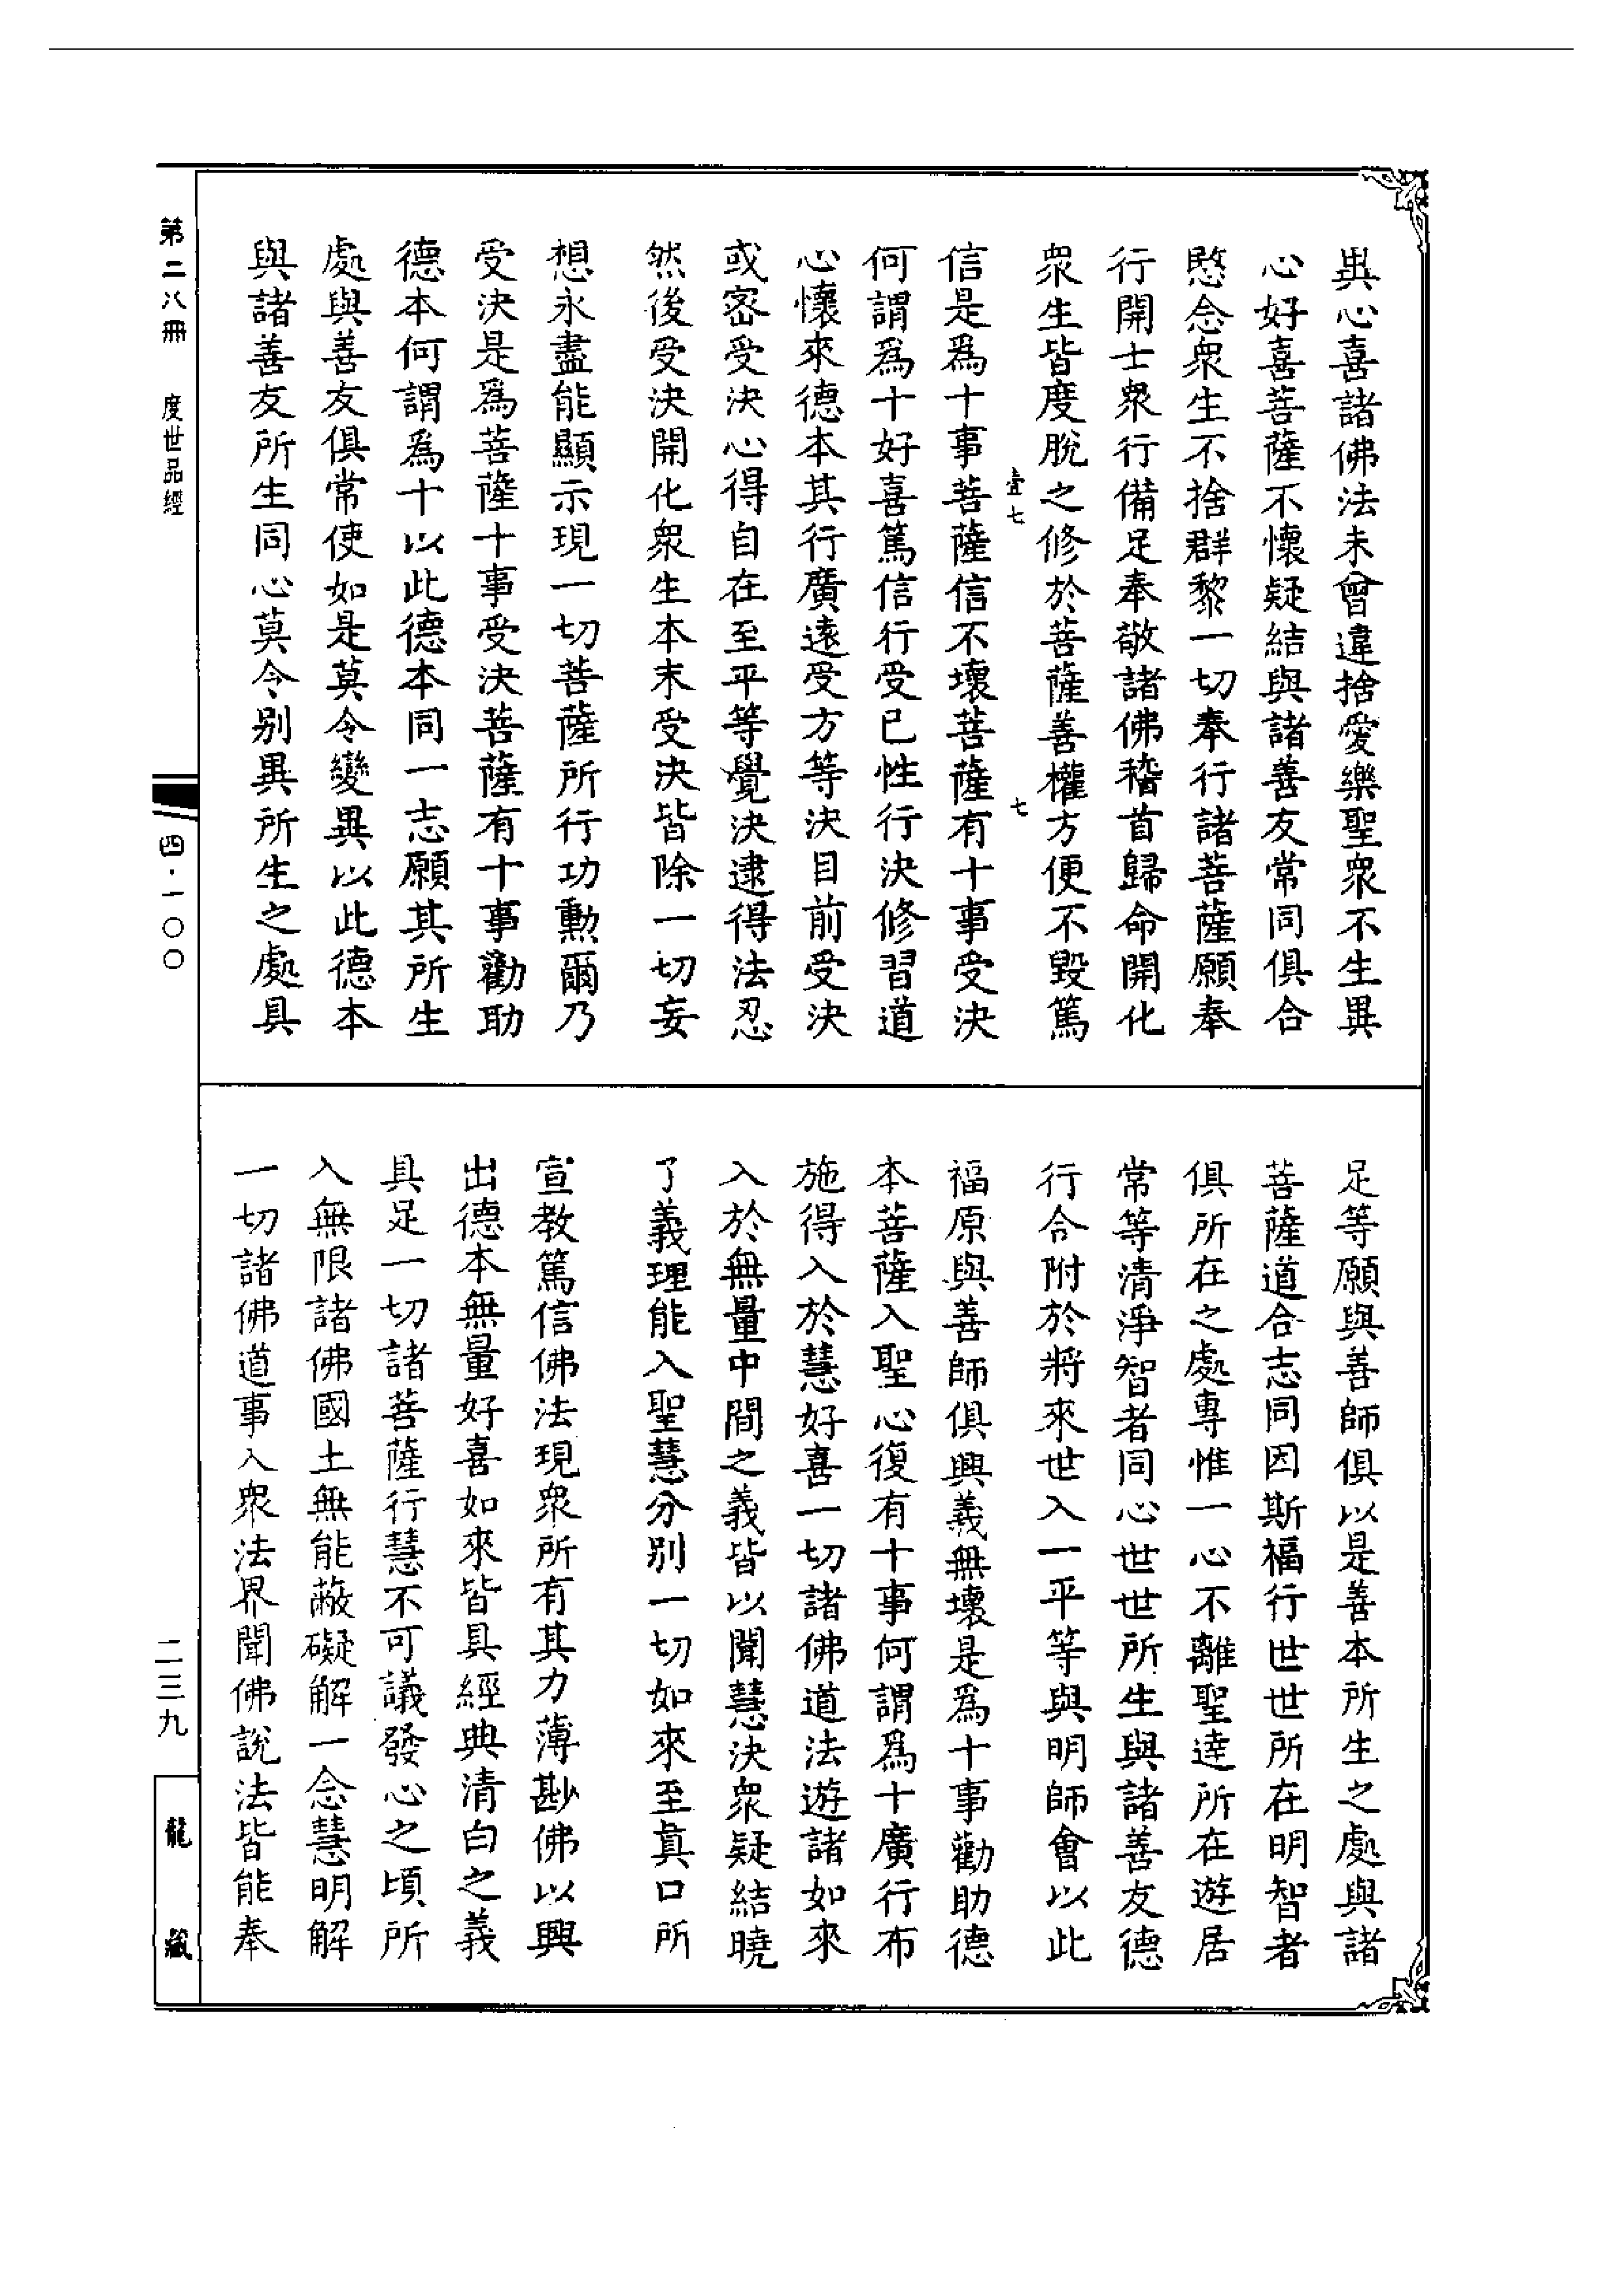 異心喜諸佛法未曾違捨愛樂聖衆不生異
心好喜菩薩不懷疑結與諸善友常同俱合
愍念衆生不捨群黎一切奉行諸菩薩願奉
行開士衆行備足奉敬諸佛稽首歸命開化
衆生皆度脫之修於菩薩善權方便不毀篤
壹七
七
信是爲十事菩薩信不壞菩薩有十事受決
何謂爲十好喜篤信行受已性行決修習道
心懷來德本其行廣遠受方等決目前受決
或密受決心得自在至平等覺決逮得法忍
然後受決開化衆生本末受決皆除一切妄
想永盡能顯示現一切菩薩所行功勳爾乃
受決是爲菩薩十事受決菩薩有十事勸助
德本何謂爲十以此德本同一志願其所生
處與善友俱常使如是莫令變異以此德本
與諸善友所生同心莫令別異所生之處具
足等願與善師俱以是善本所生之處與諸
菩薩道合志同因斯福行世世所在明智者
俱所在之處專惟一心不離聖達所在遊居
常等清淨智者同心世世所生與諸善友德
行令附於將來世入一平等與明師會以此
福原與善師俱興義無壞是爲十事勸助德
本菩薩入聖心復有十事何謂爲十廣行布
施得入於慧好喜一切諸佛道法遊諸如來
入於無量中間之義皆以聞慧決衆疑結曉
了義理能入聖慧分別一切如來至眞口所
宣教篤信佛法現衆所有其力薄尠佛以興
出德本無量好喜如來皆具經典清白之義
具足一切諸菩薩行慧不可議發心之頃所
入無限諸佛國土無能蔽礙解一念慧明解
一切諸佛道事入衆法界聞佛說法皆能奉
第二八冊 度世品經
四·一〇〇
二三九
龍藏